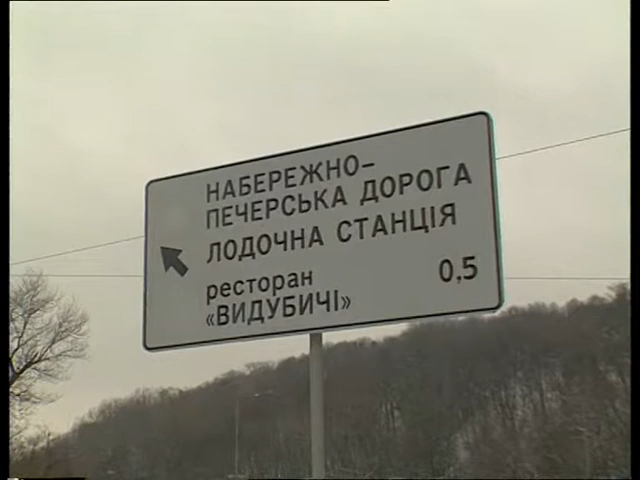 НАБЕРЕЖНО-
ПЕЧЕРСЬКА ДОРОГА
ЛОДОЧНА СТАНЦІЯ
ресторан 0,5
«ВИДУБИЧІ»